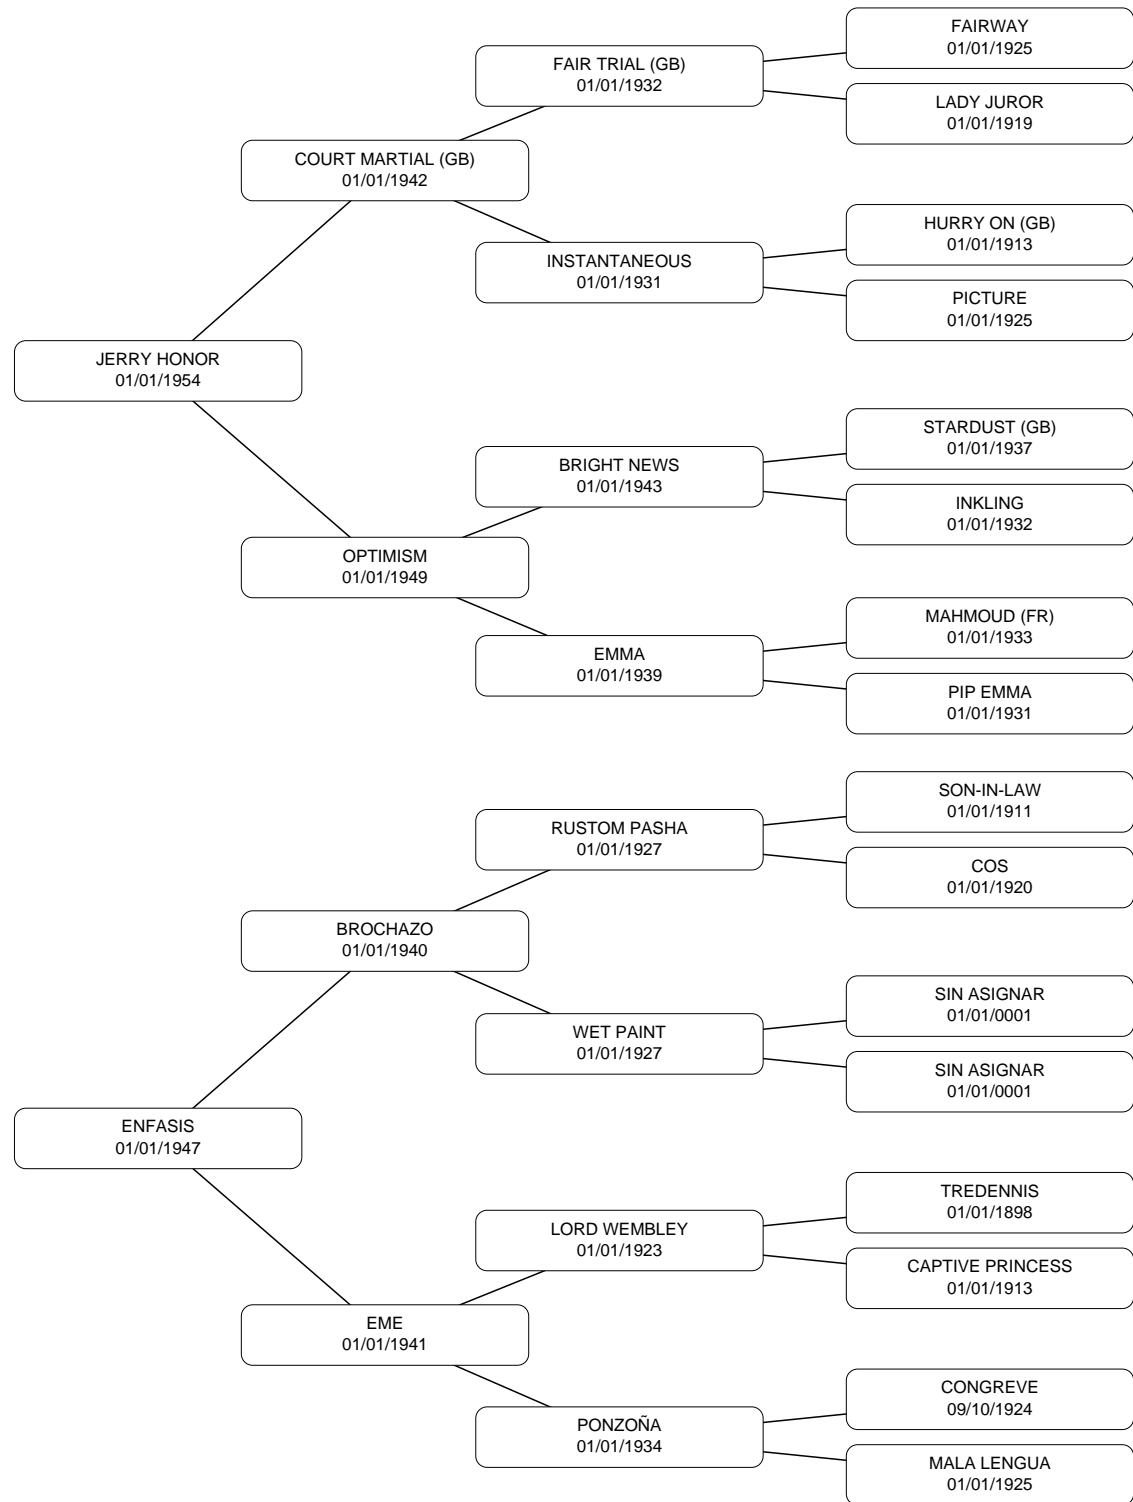 FAIRWAY
01/01/1925
FAIR TRIAL (GB)
01/01/1932
LADY JUROR
01/01/1919
COURT MARTIAL (GB)
01/01/1942
HURRY ON (GB)
01/01/1913
INSTANTANEOUS
01/01/1931
PICTURE
01/01/1925
JERRY HONOR
01/01/1954
STARDUST (GB)
01/01/1937
BRIGHT NEWS
01/01/1943
INKLING
01/01/1932
OPTIMISM
01/01/1949
MAHMOUD (FR)
01/01/1933
EMMA
01/01/1939
PIP EMMA
01/01/1931
SON-IN-LAW
01/01/1911
RUSTOM PASHA
01/01/1927
COS
01/01/1920
BROCHAZO
01/01/1940
SIN ASIGNAR
01/01/0001
WET PAINT
01/01/1927
SIN ASIGNAR
01/01/0001
ENFASIS
01/01/1947
TREDENNIS
01/01/1898
LORD WEMBLEY
01/01/1923
CAPTIVE PRINCESS
01/01/1913
EME
01/01/1941
CONGREVE
09/10/1924
PONZOÑA
01/01/1934
MALA LENGUA
01/01/1925